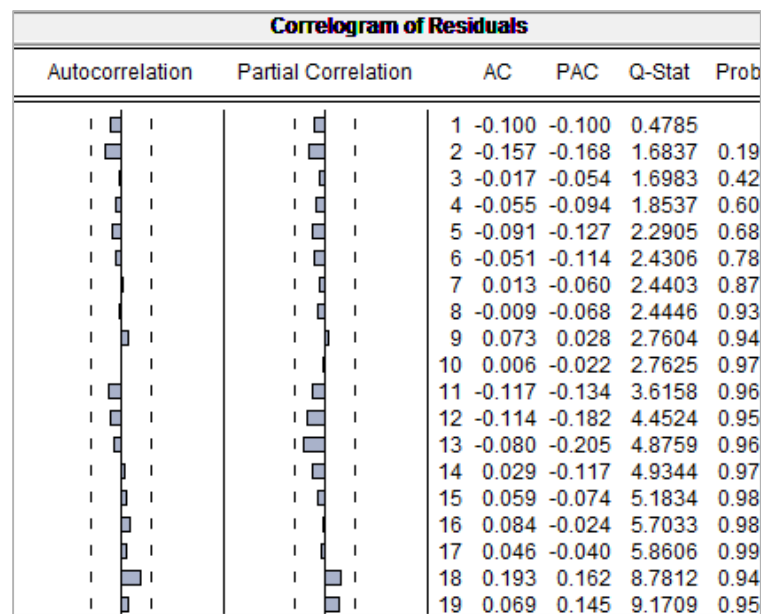 Correlogram of Residuals
Autocorrelation Partial Correlation AC PAC Q-Stat Prob
1 -0.100 -0.100 0.4785
2 -0.157 -0.168 1.6837 0.19
3 -0.017 -0.054 1.6983 0.42
4 -0.055 -0.094 1.8537 0.60
5 -0.091 -0.127 2.2905 0.68
6 -0.051 -0.114 2.4306 0.78
7 0.013 -0.060 2.4403 0.87
8 -0.009 -0.068 2.4446 0.93
9 0.073 0.028 2.7604 0.94
10 0.006 -0.022 2.7625 0.97
11 -0.117 -0.134 3.6158 0.96
12 -0.114 -0.182 4.4524 0.95
13 -0.080 -0.205 4.8759 0.96
14 0.029 -0.117 4.9344 0.97
15 0.059 -0.074 5.1834 0.98
16 0.084 -0.024 5.7033 0.98
17 0.046 -0.040 5.8606 0.99
18 0.193 0.162 8.7812 0.94
19 0.069 0.145 9.1709 0.95